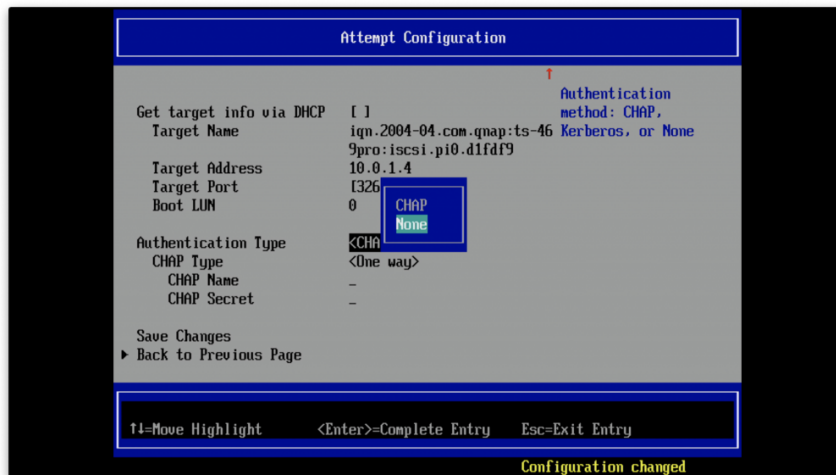 Attempt Configuration
Authentication
Get target info via DHCP [ ] method: CHAP,
Target Name iqn.2004-04.com.qnap:ts-46 Kerberos, or None
9pro:iscsi.pi0.d1fdf9
Target Address 10.0.1.4
Target Port [326
Boot LUN 0 CHAP
None
Authentication Type <CHA
CHAP Type <One way>
CHAP Name _
CHAP Secret _
Save Changes
Back to Previous Page
↑↓=Move Highlight <Enter>=Complete Entry Esc=Exit Entry
Configuration changed